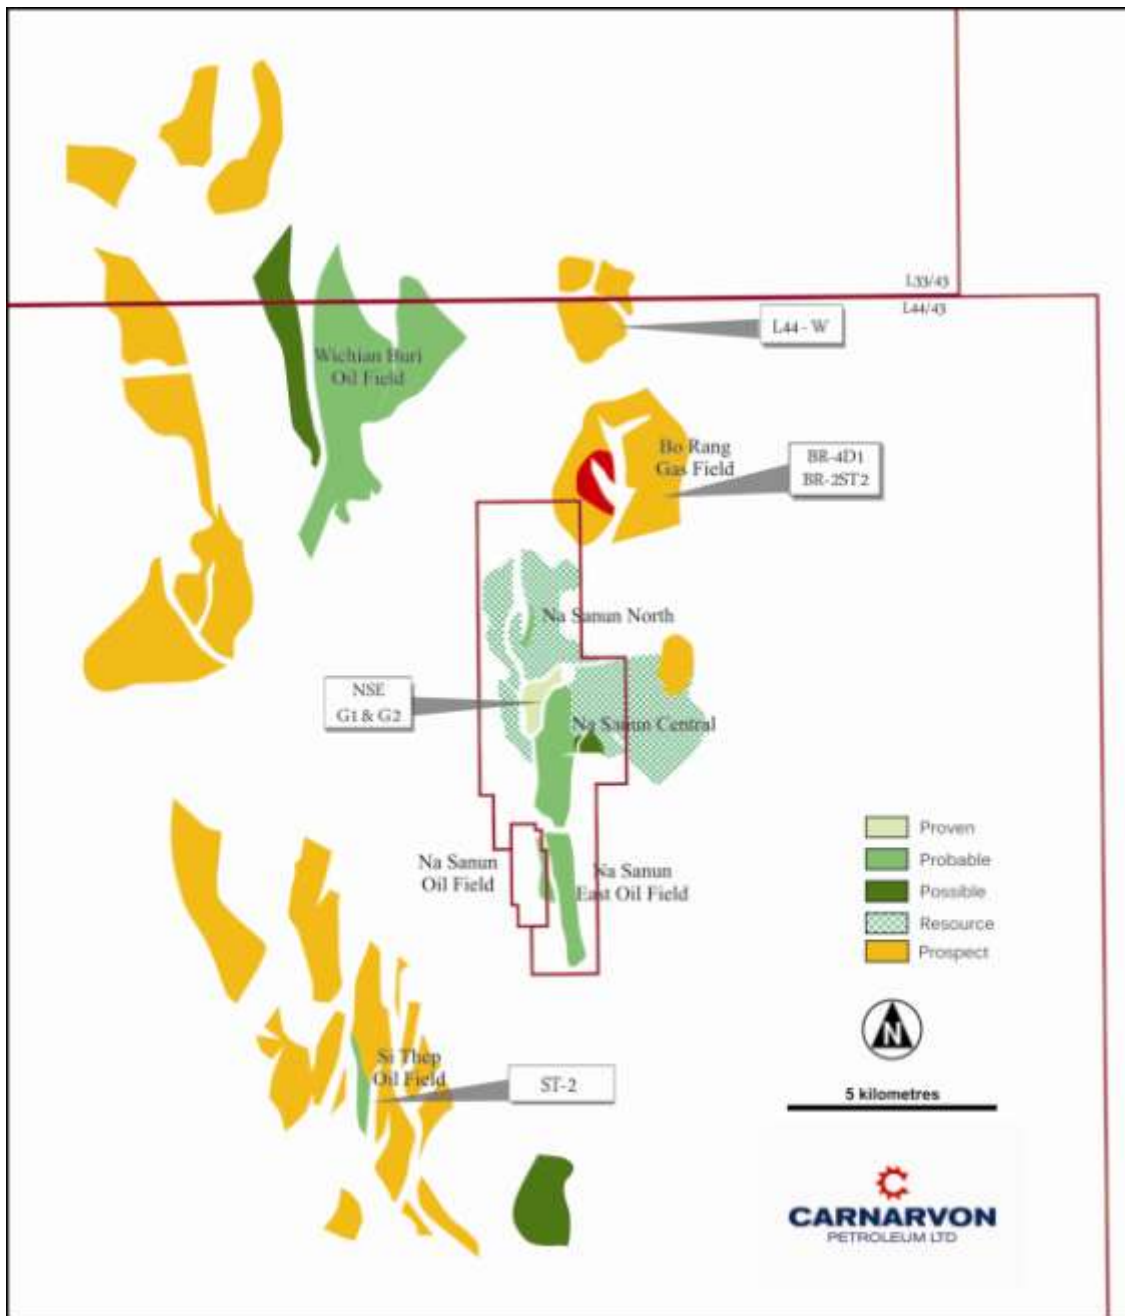 L33/43
L44/43
L44 - W
Wichian Buri
Oil Field
Bo Rang
Gas Field
BR-4D1
BR-2ST2
Na Sanun North
NSE
G1 & G2
Na Sanun Central
Proven
Probable
Possible
Resource
Prospect
Na Sanun
Oil Field
Na Sanun
East Oil Field
N
Si Thep
Oil Field
ST-2
5 kilometres
CARNARVON
PETROLEUM LTD